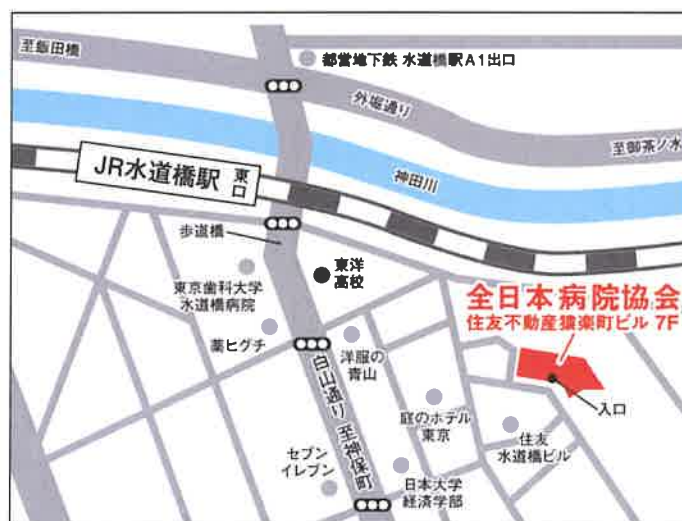 至飯田橋
都営地下鉄 水道橋駅A1出口
外堀通り
至御茶ノ水
JR水道橋駅 東口
神田川
歩道橋
東洋
高校
東京歯科大学
水道橋病院
全日本病院協会
住友不動産猿楽町ビル 7F
薬ヒグチ
洋服の
青山
入口
白山通り 至神保町
庭のホテル
東京
住友
水道橋ビル
セブン
イレブン
日本大学
経済学部